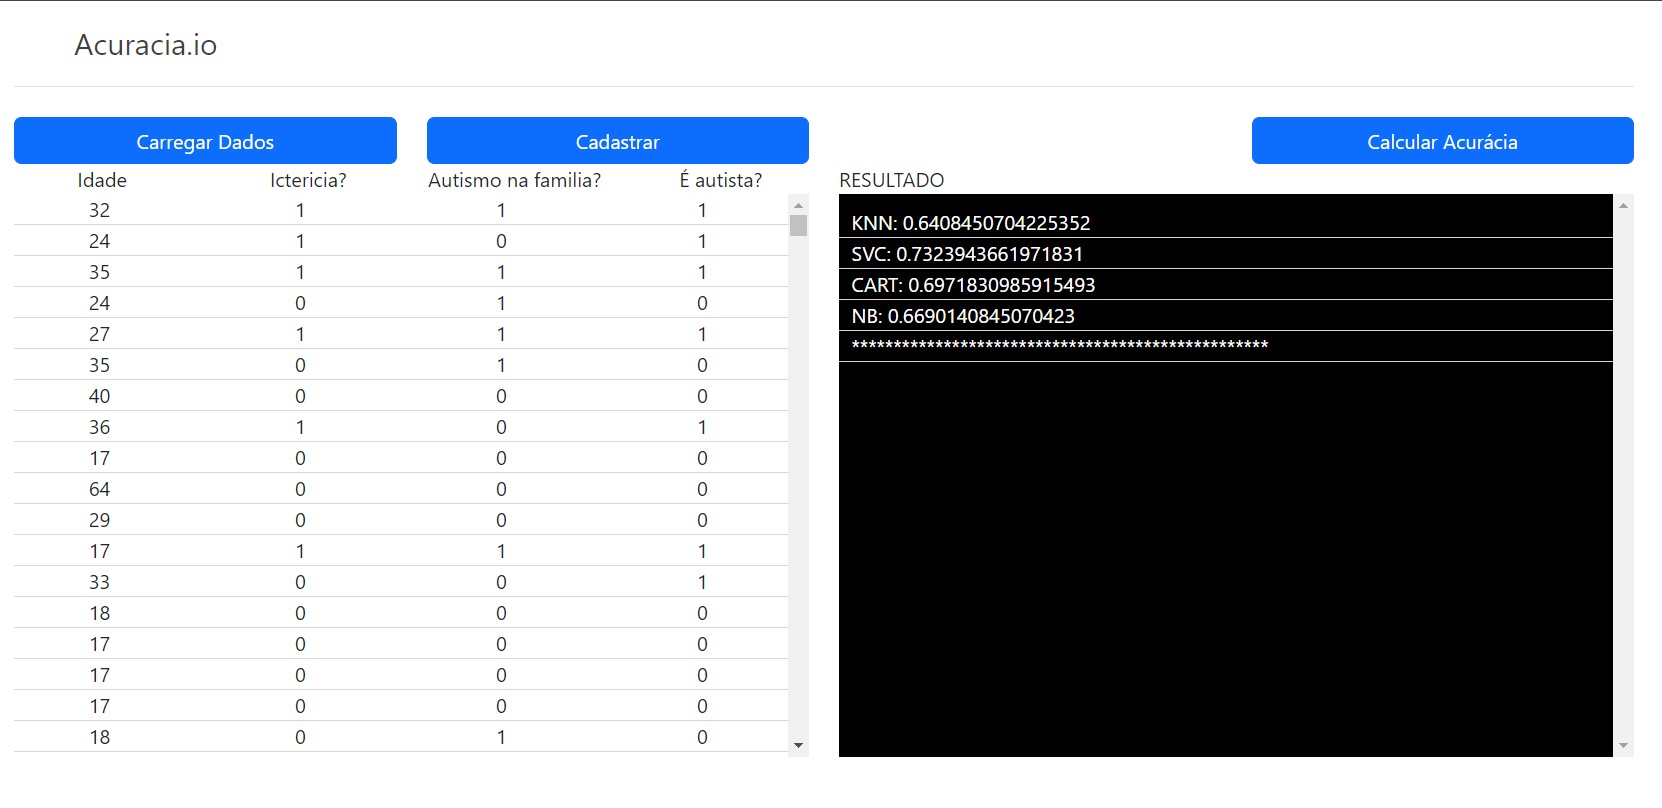 Acuracia.io
Carregar Dados Cadastrar Calcular Acurácia
Idade Ictericia? Autismo na familia? É autista?
32 1 1 1
24 1 0 1
35 1 1 1
24 0 1 0
27 1 1 1
35 0 1 0
40 0 0 0
36 1 0 1
17 0 0 0
64 0 0 0
29 0 0 0
17 1 1 1
33 0 0 1
18 0 0 0
17 0 0 0
17 0 0 0
17 0 0 0
18 0 1 0
RESULTADO
KNN: 0.6408450704225352
SVC: 0.7323943661971831
CART: 0.6971830985915493
NB: 0.6690140845070423
**************************************************